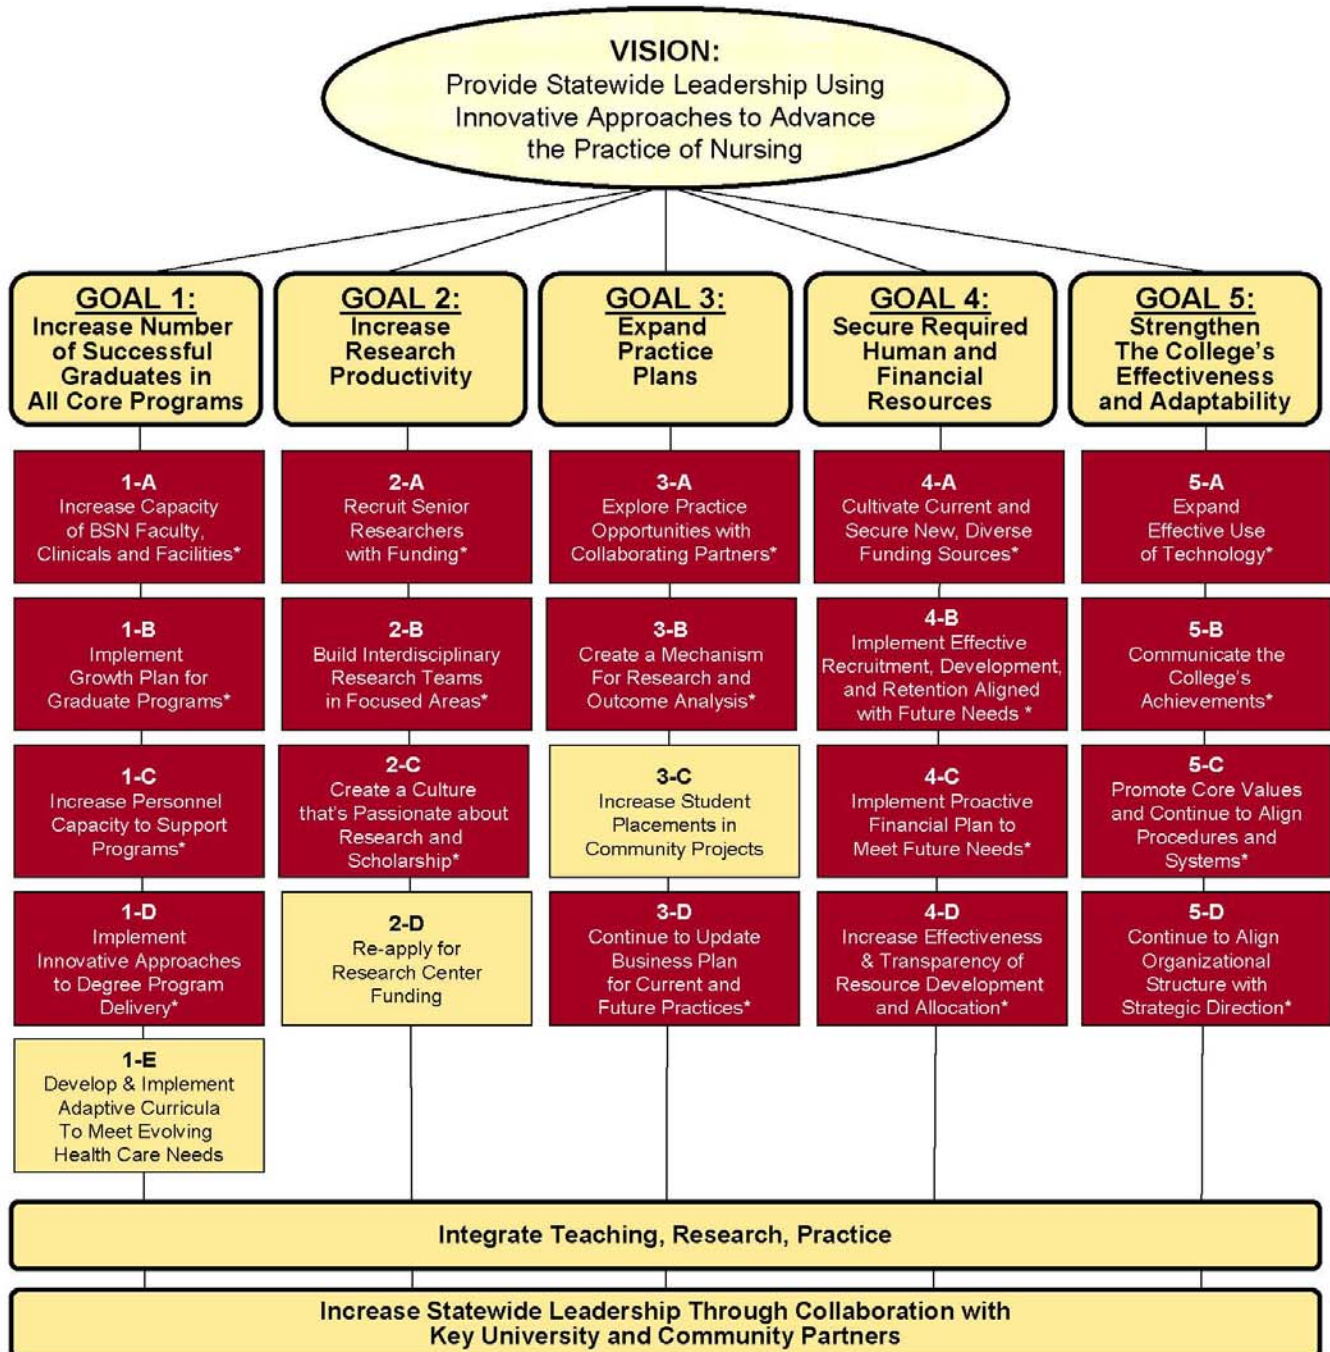 VISION:
Provide Statewide Leadership Using
Innovative Approaches to Advance
the Practice of Nursing
GOAL 1:
Increase Number
of Successful
Graduates in
All Core Programs
GOAL 2:
Increase
Research
Productivity
GOAL 3:
Expand
Practice
Plans
GOAL 4:
Secure Required
Human and
Financial
Resources
GOAL 5:
Strengthen
The College's
Effectiveness
and Adaptability
1-A
Increase Capacity
of BSN Faculty,
Clinicals and Facilities*
2-A
Recruit Senior
Researchers
with Funding*
3-A
Explore Practice
Opportunities with
Collaborating Partners*
4-A
Cultivate Current and
Secure New, Diverse
Funding Sources*
5-A
Expand
Effective Use
of Technology*
1-B
Implement
Growth Plan for
Graduate Programs*
2-B
Build Interdisciplinary
Research Teams
in Focused Areas*
3-B
Create a Mechanism
For Research and
Outcome Analysis*
4-B
Implement Effective
Recruitment, Development,
and Retention Aligned
with Future Needs *
5-B
Communicate the
College's
Achievements*
1-C
Increase Personnel
Capacity to Support
Programs*
2-C
Create a Culture
that's Passionate about
Research and
Scholarship*
3-C
Increase Student
Placements in
Community Projects
4-C
Implement Proactive
Financial Plan to
Meet Future Needs*
5-C
Promote Core Values
and Continue to Align
Procedures and
Systems*
1-D
Implement
Innovative Approaches
to Degree Program
Delivery*
2-D
Re-apply for
Research Center
Funding
3-D
Continue to Update
Business Plan
for Current and
Future Practices*
4-D
Increase Effectiveness
& Transparency of
Resource Development
and Allocation*
5-D
Continue to Align
Organizational
Structure with
Strategic Direction*
1-E
Develop & Implement
Adaptive Curricula
To Meet Evolving
Health Care Needs
Integrate Teaching, Research, Practice
Increase Statewide Leadership Through Collaboration with
Key University and Community Partners